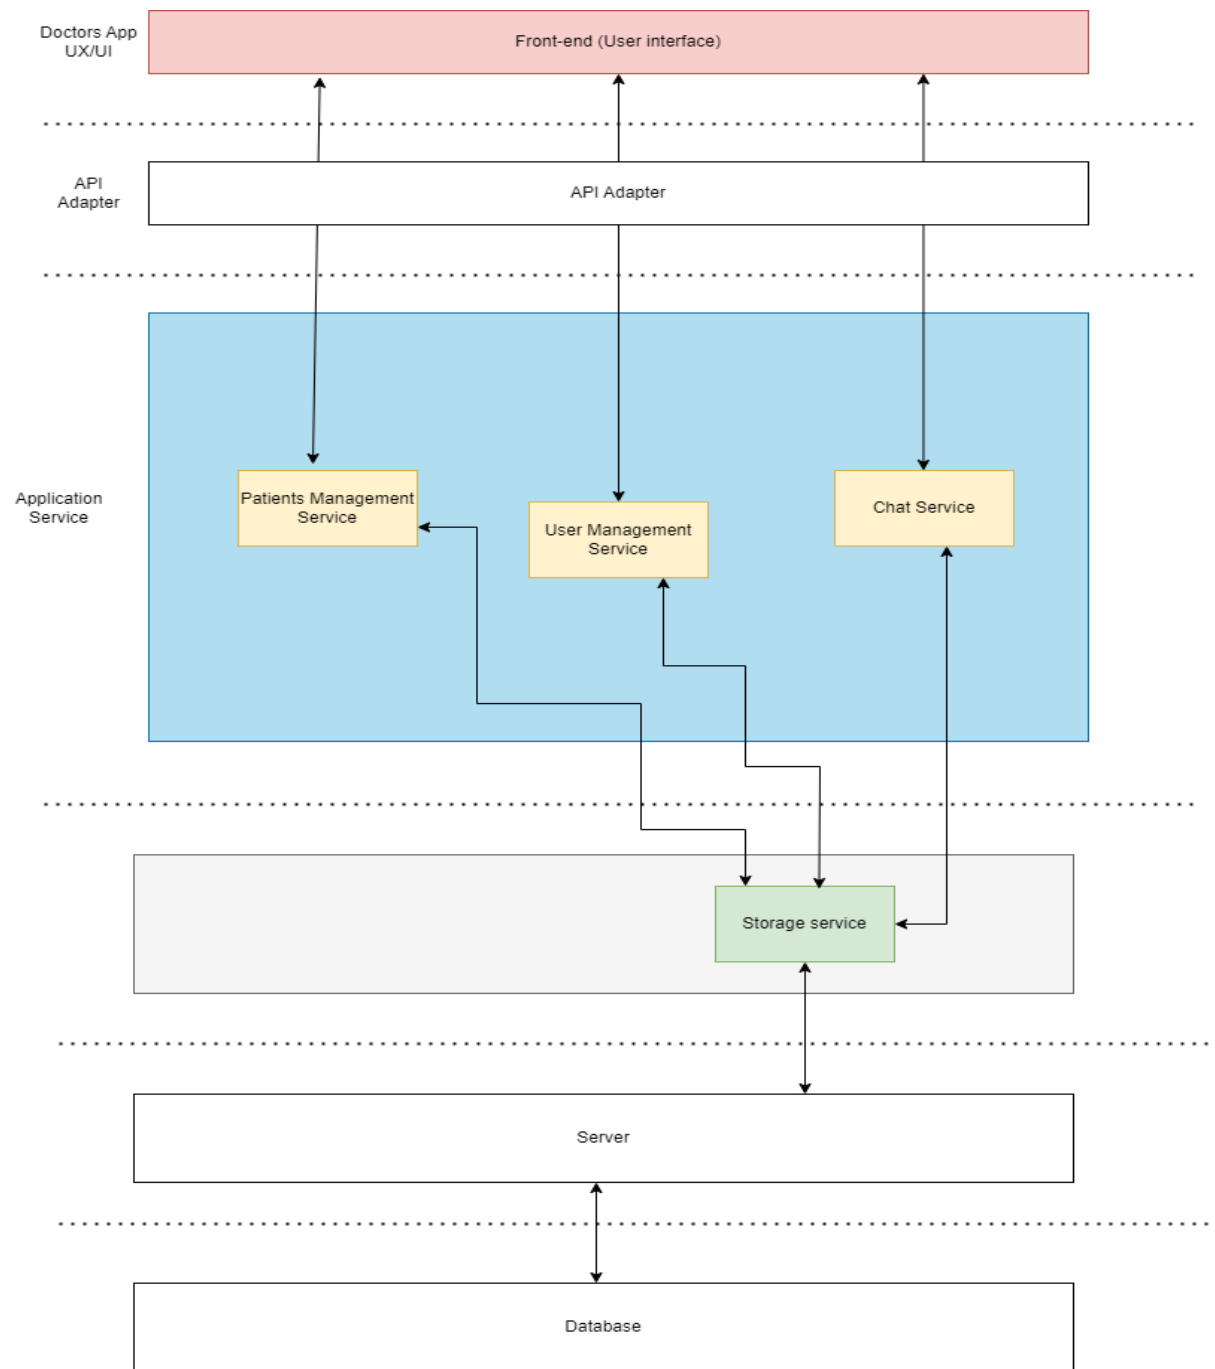 Doctors App
UX/UI
Front-end (User interface)
API
Adapter
API Adapter
Application
Service
Patients Management
Service
User Management
Service
Chat Service
Storage service
Server
Database